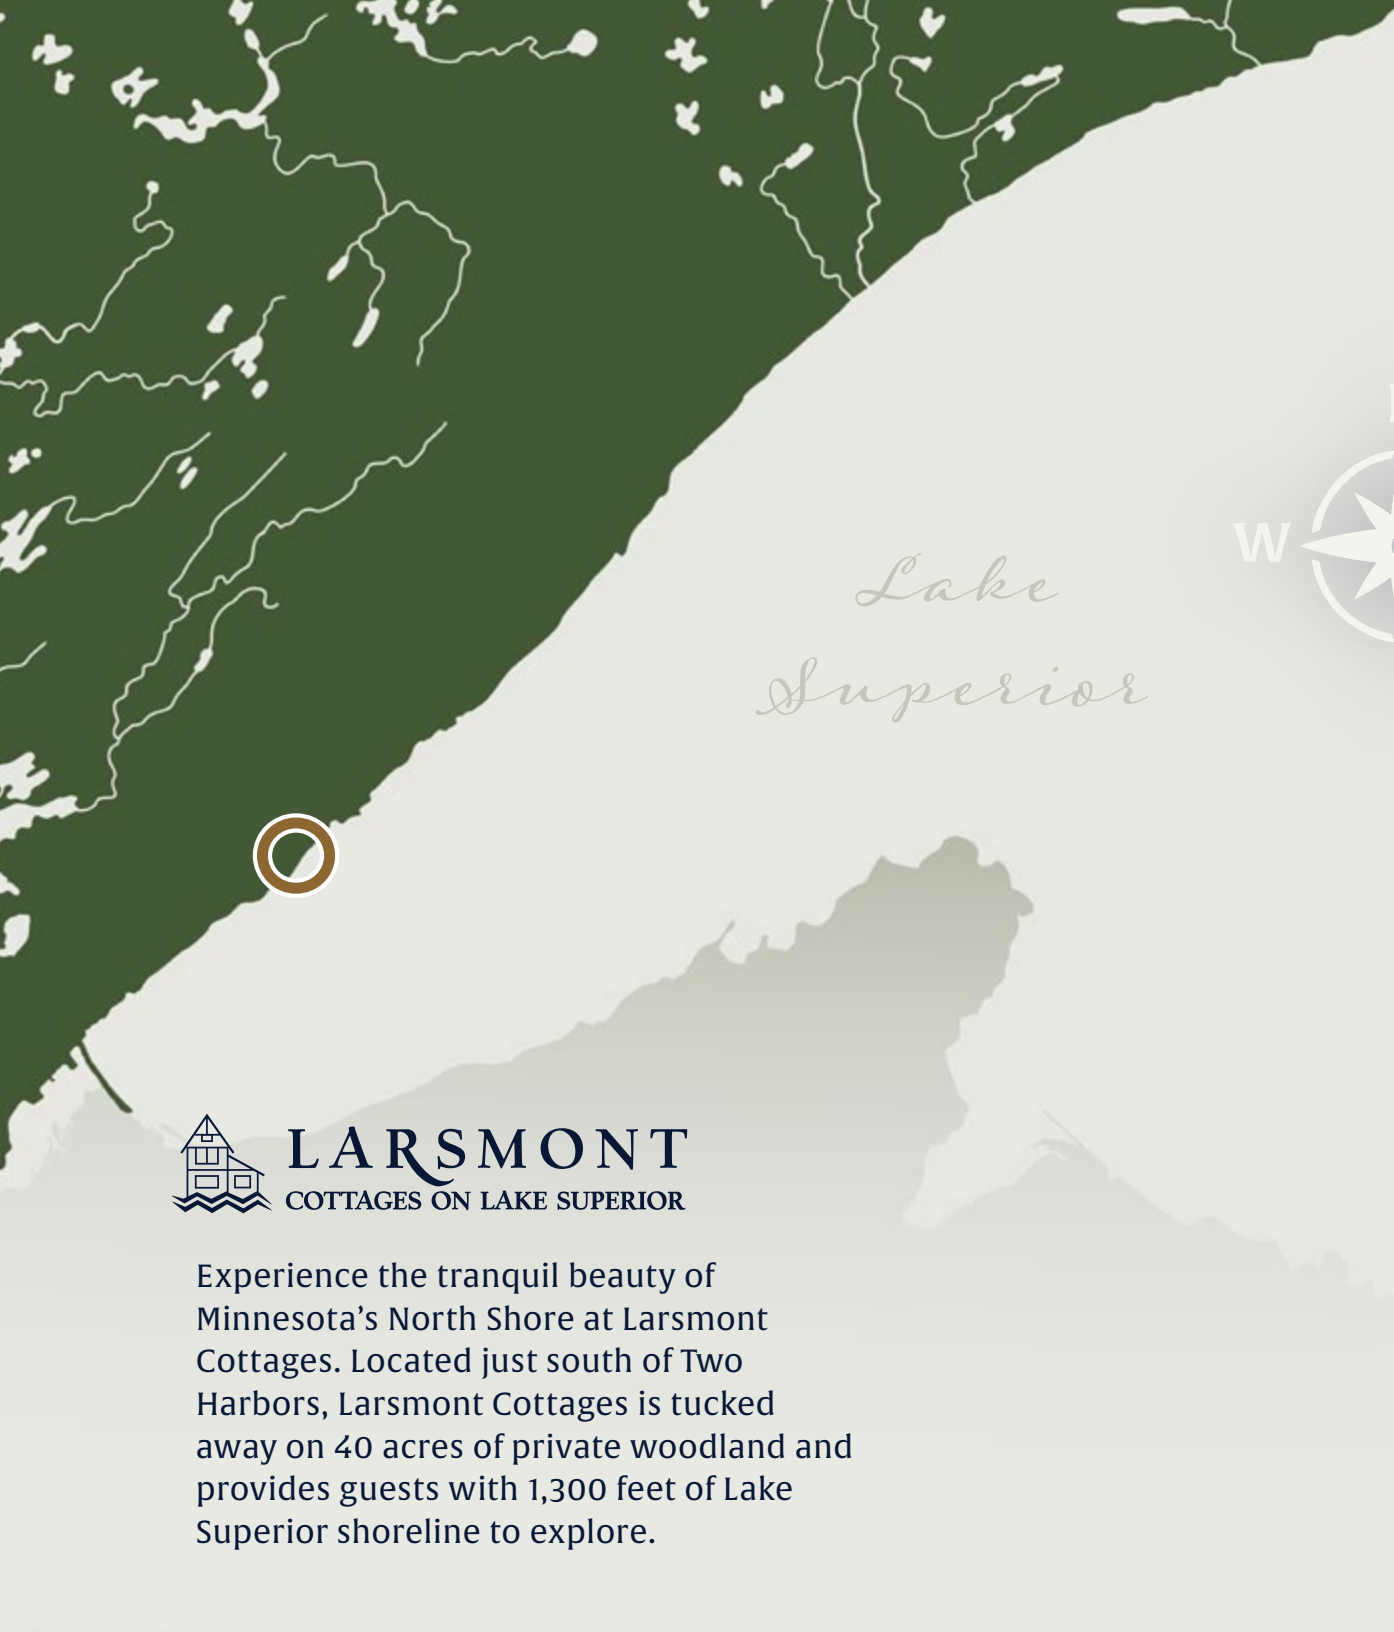 Lake
Superior
W
LARSMONT
COTTAGES ON LAKE SUPERIOR
Experience the tranquil beauty of
Minnesota’s North Shore at Larsmont
Cottages. Located just south of Two
Harbors, Larsmont Cottages is tucked
away on 40 acres of private woodland and
provides guests with 1,300 feet of Lake
Superior shoreline to explore.